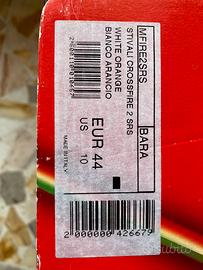 MFIRE2SRS BARA
STIVALI CROSSFIRE 2 SRS
WHITE ORANGE
BIANCO ARANCIO
EUR 44
US 10
MADE IN ITALY
2 000000 426679